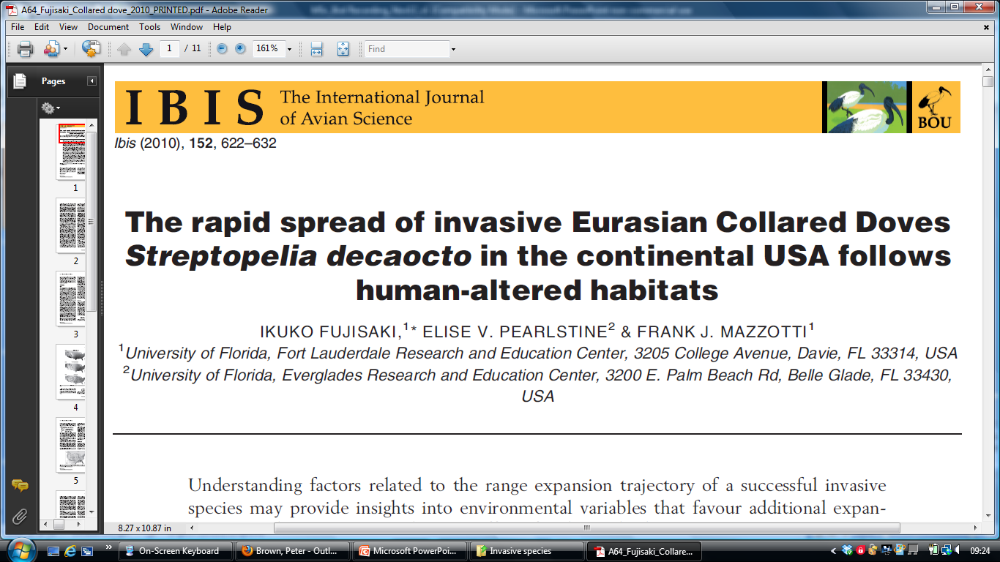 A64_Fujisaki_Collared dove_2010_PRINTED.pdf - Adobe Reader
File Edit View Document Tools Window Help
1 / 11 161% Find
Pages
IBIS The International Journal
of Avian Science
BOU
Ibis (2010), 152, 622–632
The rapid spread of invasive Eurasian Collared Doves
Streptopelia decaocto in the continental USA follows
human-altered habitats
IKUKO FUJISAKI,1* ELISE V. PEARLSTINE2 & FRANK J. MAZZOTTI1
1University of Florida, Fort Lauderdale Research and Education Center, 3205 College Avenue, Davie, FL 33314, USA
2University of Florida, Everglades Research and Education Center, 3200 E. Palm Beach Rd, Belle Glade, FL 33430,
USA
Understanding factors related to the range expansion trajectory of a successful invasive
species may provide insights into environmental variables that favour additional expan-
1
2
3
4
5
8.27 x 10.87 in
On-Screen Keyboard Brown, Peter - Outl... Microsoft PowerPoi... Invasive species A64_Fujisaki_Collare... 09:24